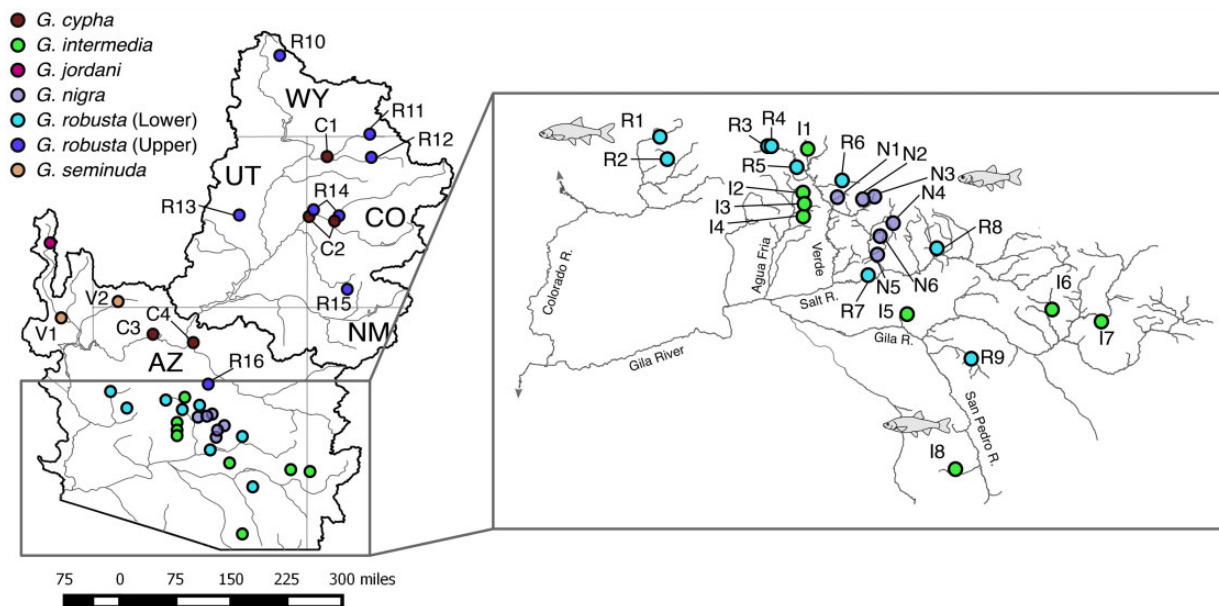 G. cypha
G. intermedia
G. jordani
G. nigra
G. robusta (Lower)
G. robusta (Upper)
G. seminuda
R10
WY
R11
C1
R12
UT
R14
R13
CO
C2
R15
V2
C4
V1
C3
NM
AZ
R16
75 0 75 150 225 300 miles
R1
R2
R3
R4
I1
R5
R6
N1
N2
N3
I2
I3
I4
N4
R8
Colorado R.
Agua Fria
Verde
Salt R.
R7
N5
N6
I5
I6
I7
Gila River
Gila R.
R9
San Pedro R.
I8